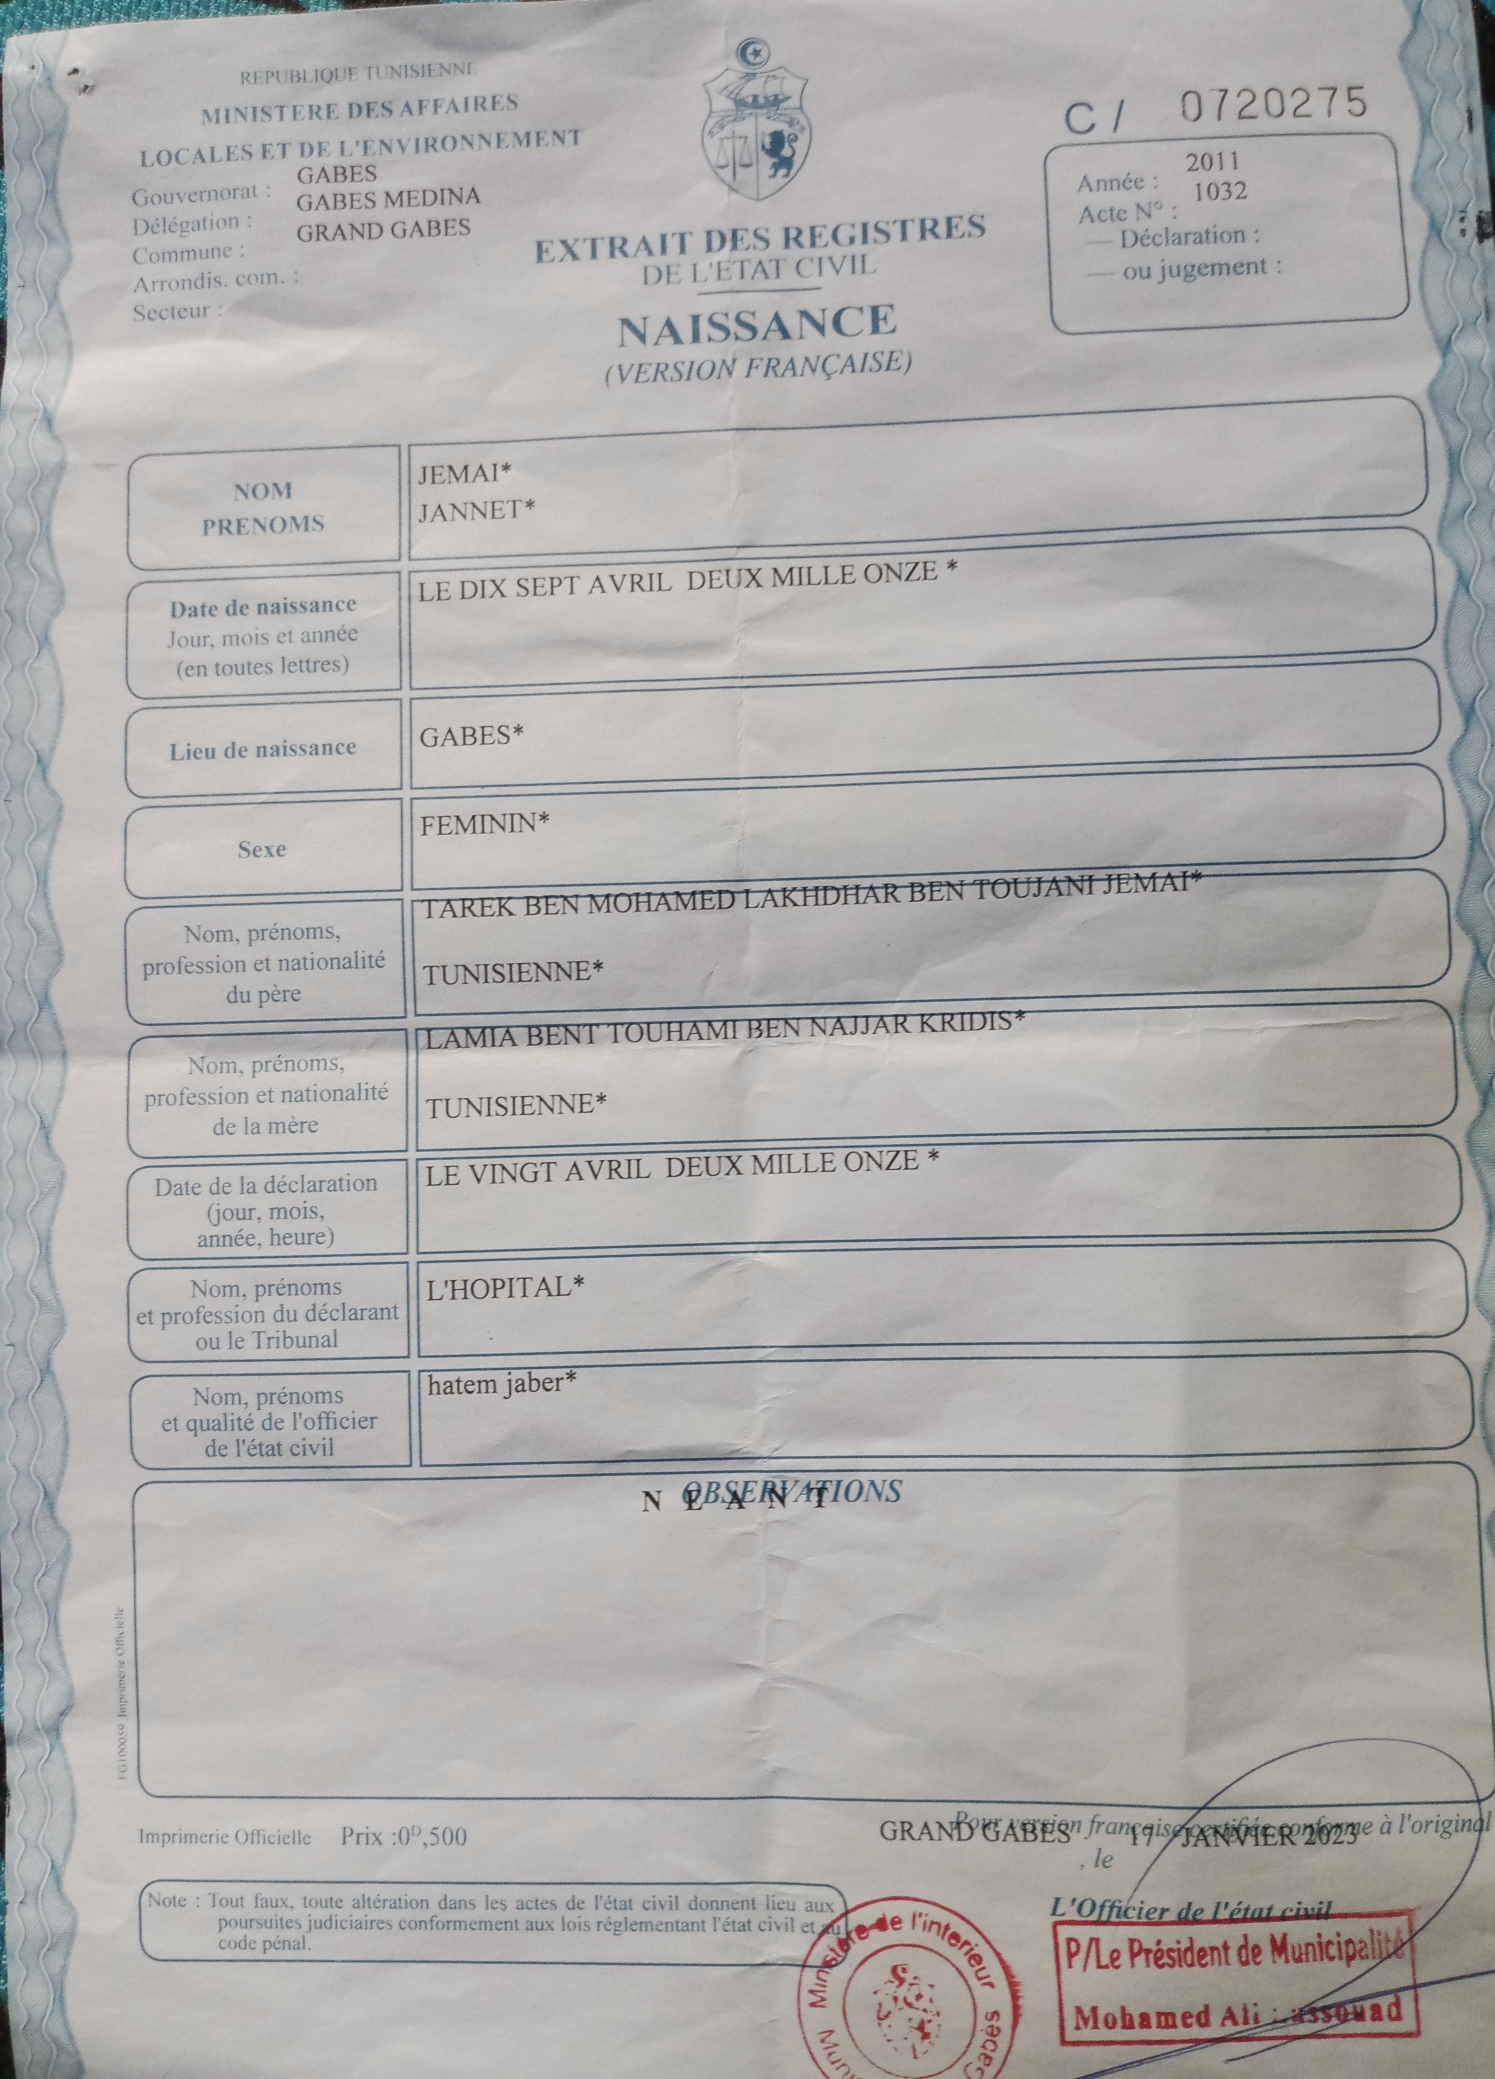 REPUBLIQUE TUNISIENNE
MINISTERE DES AFFAIRES
LOCALES ET DE L'ENVIRONNEMENT
Gouvernorat : GABES
Délégation : GABES MEDINA
Commune : GRAND GABES
Arrondis. com. :
Secteur :
EXTRAIT DES REGISTRES
DE L'ETAT CIVIL
NAISSANCE
(VERSION FRANÇAISE)
C / 0720275
Année : 2011
Acte N° : 1032
— Déclaration :
— ou jugement :
NOM
PRENOMS
JEMAI*
JANNET*
Date de naissance
Jour, mois et année
(en toutes lettres)
LE DIX SEPT AVRIL DEUX MILLE ONZE *
Lieu de naissance
GABES*
Sexe
FEMININ*
Nom, prénoms,
profession et nationalité
du père
TAREK BEN MOHAMED LAKHDHAR BEN TOUJANI JEMAI*
TUNISIENNE*
Nom, prénoms,
profession et nationalité
de la mère
LAMIA BENT TOUHAMI BEN NAJJAR KRIDIS*
TUNISIENNE*
Date de la déclaration
(jour, mois,
année, heure)
LE VINGT AVRIL DEUX MILLE ONZE *
Nom, prénoms
et profession du déclarant
ou le Tribunal
L'HOPITAL*
Nom, prénoms
et qualité de l'officier
de l'état civil
hatem jaber*
OBSERVATIONS
N E A N T
FG100039 Imprimerie Officielle
Imprimerie Officielle Prix :0ᴰ,500
Pour version française certifiée conforme à l'original
GRAND GABES 17 JANVIER 2023
, le
Note : Tout faux, toute altération dans les actes de l'état civil donnent lieu aux
poursuites judiciaires conformement aux lois réglementant l'état civil et au
code pénal.
L'Officier de l'état civil
P/Le Président de Municipalité
Mohamed Ali
Ministère de l'interieur
Gabes